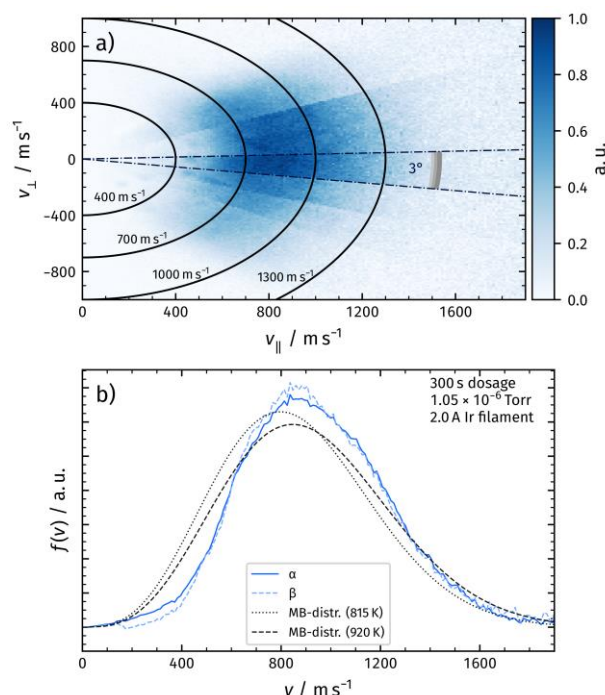 a)
1000
400
0
−400
−800
v⊥ / m s⁻¹
400 m s⁻¹
700 m s⁻¹
1000 m s⁻¹
1300 m s⁻¹
3°
0 400 800 1200 1600
v∥ / m s⁻¹
1.0
0.8
0.6
0.4
0.2
0.0
a.u.
b)
300 s dosage
1.05 × 10⁻⁶ Torr
2.0 A Ir filament
f(v) / a. u.
α
β
MB-distr. (815 K)
MB-distr. (920 K)
0 400 800 1200 1600
v / m s⁻¹